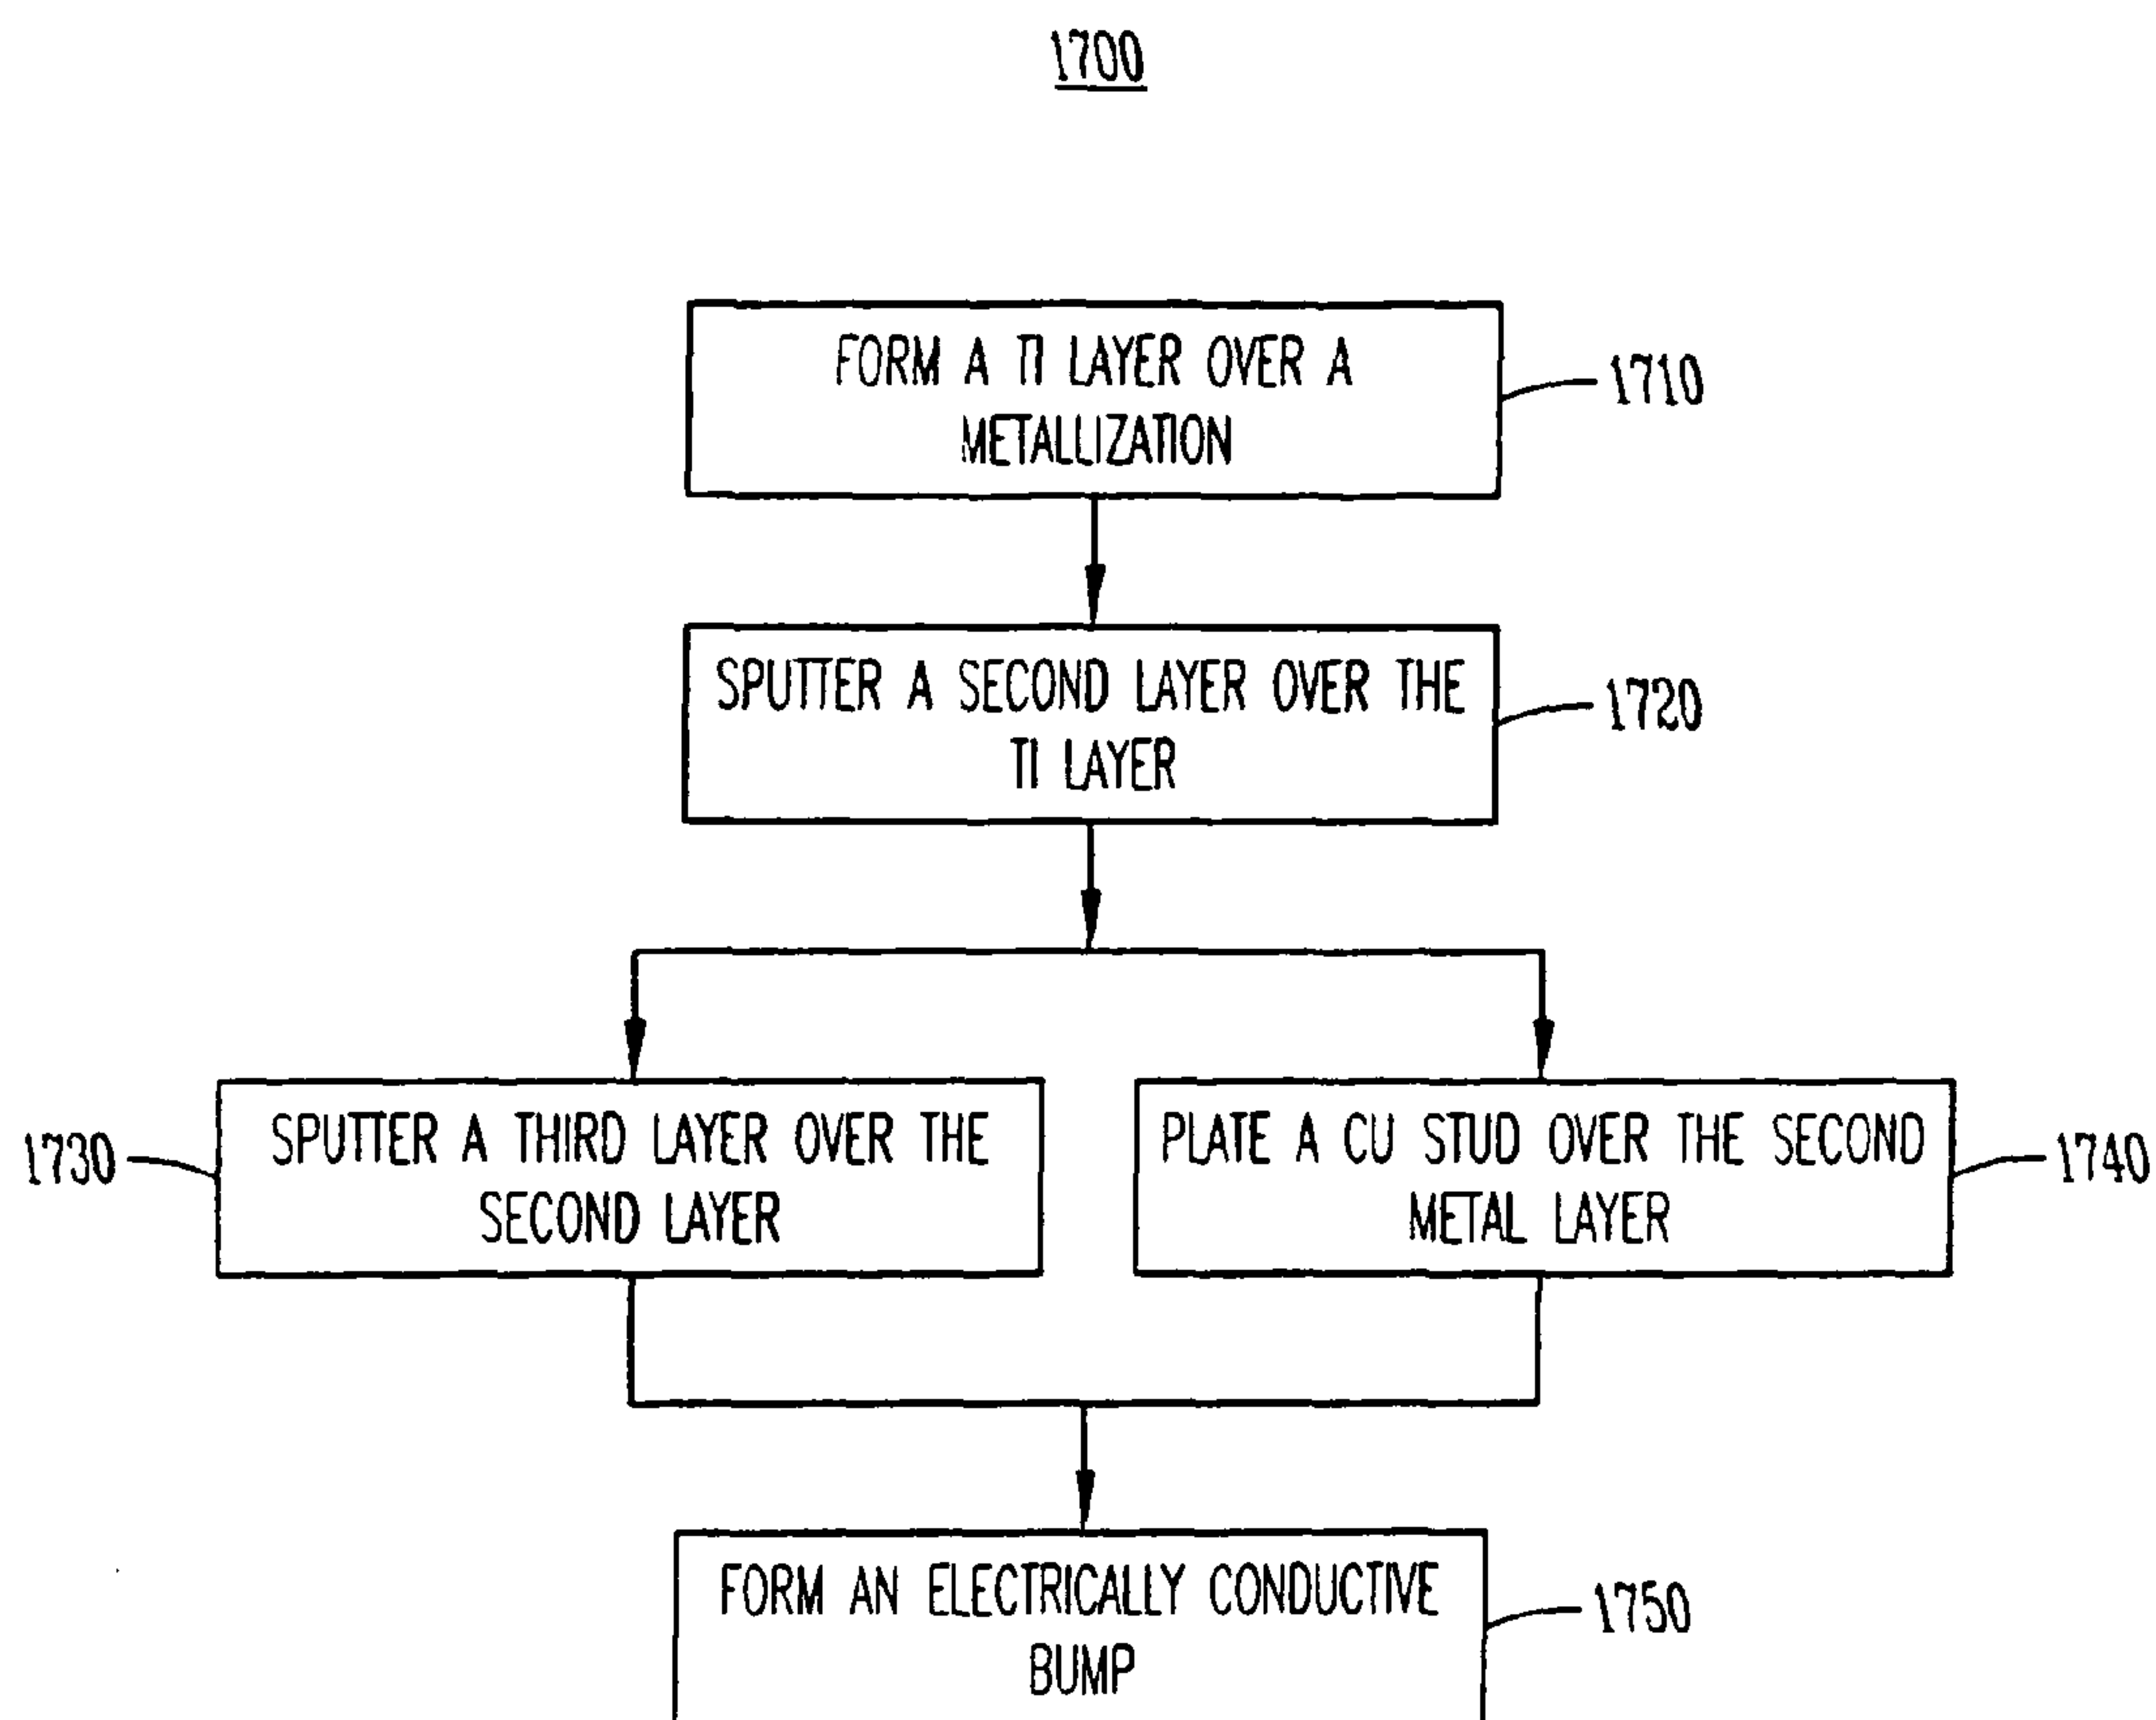 1700
FORM A TI LAYER OVER A
METALLIZATION
1710
SPUTTER A SECOND LAYER OVER THE
TI LAYER
1720
SPUTTER A THIRD LAYER OVER THE
SECOND LAYER
1730
PLATE A CU STUD OVER THE SECOND
METAL LAYER
1740
FORM AN ELECTRICALLY CONDUCTIVE
BUMP
1750